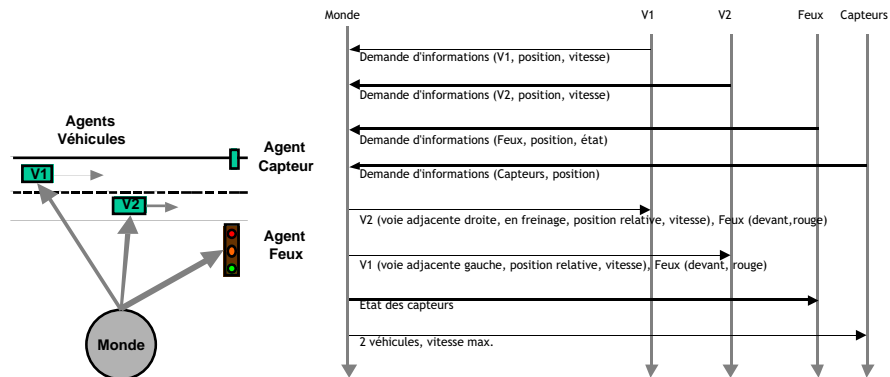 Agents
Véhicules
Agent
Capteur
V1
V2
Agent
Feux
Monde
Monde V1 V2 Feux Capteurs
Demande d'informations (V1, position, vitesse)
Demande d'informations (V2, position, vitesse)
Demande d'informations (Feux, position, état)
Demande d'informations (Capteurs, position)
V2 (voie adjacente droite, en freinage, position relative, vitesse), Feux (devant,rouge)
V1 (voie adjacente gauche, position relative, vitesse), Feux (devant, rouge)
Etat des capteurs
2 véhicules, vitesse max.